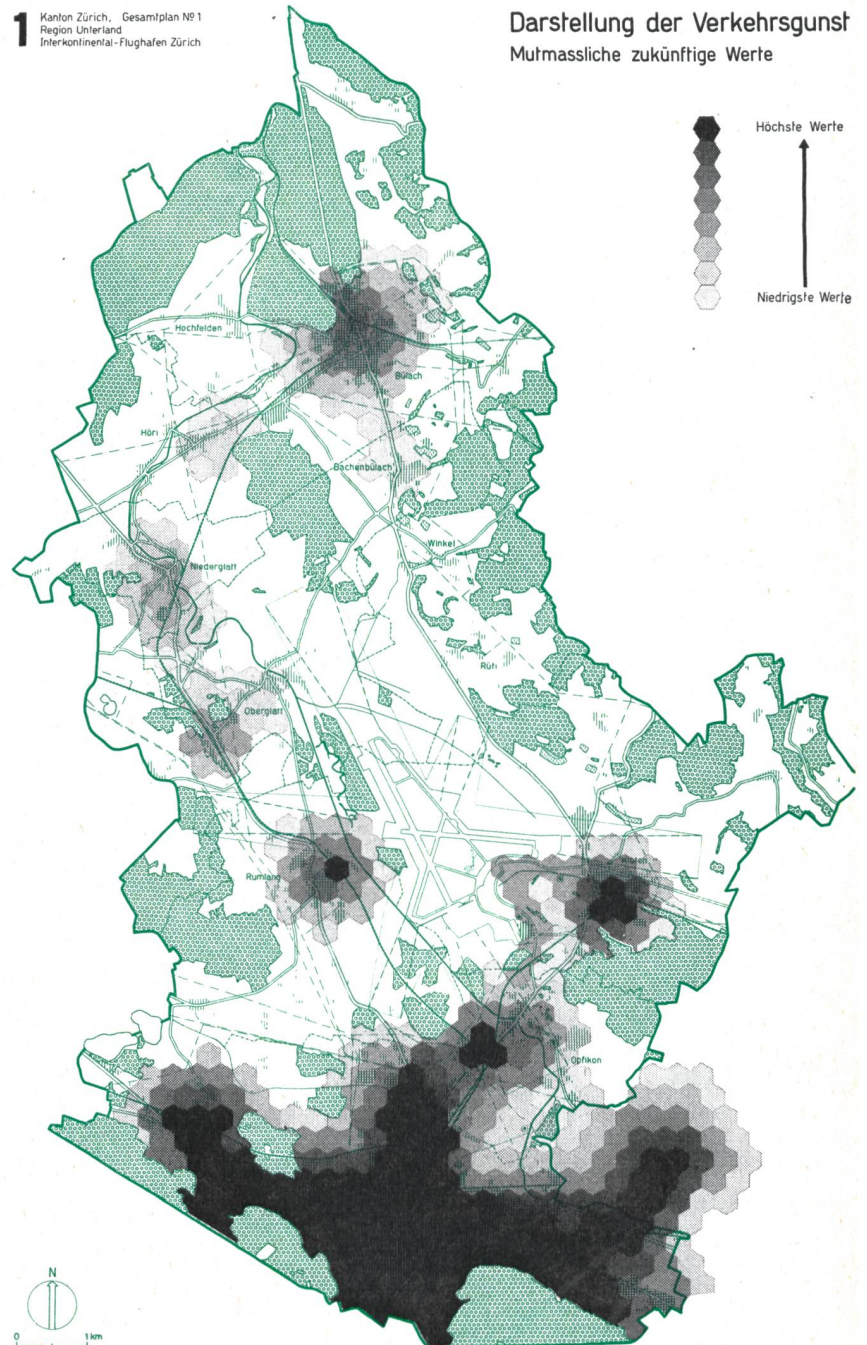 1
Kanton Zürich, Gesamtplan Nº 1
Region Unterland
Interkontinental-Flughafen Zürich
Darstellung der Verkehrsgunst
Mutmassliche zukünftige Werte
Höchste Werte
Niedrigste Werte
Hochfelden
Bülach
Höri
Bachenbülach
Winkel
Niederglatt
Rüti
Oberglatt
Rümlang
Opfikon
N
0 1km